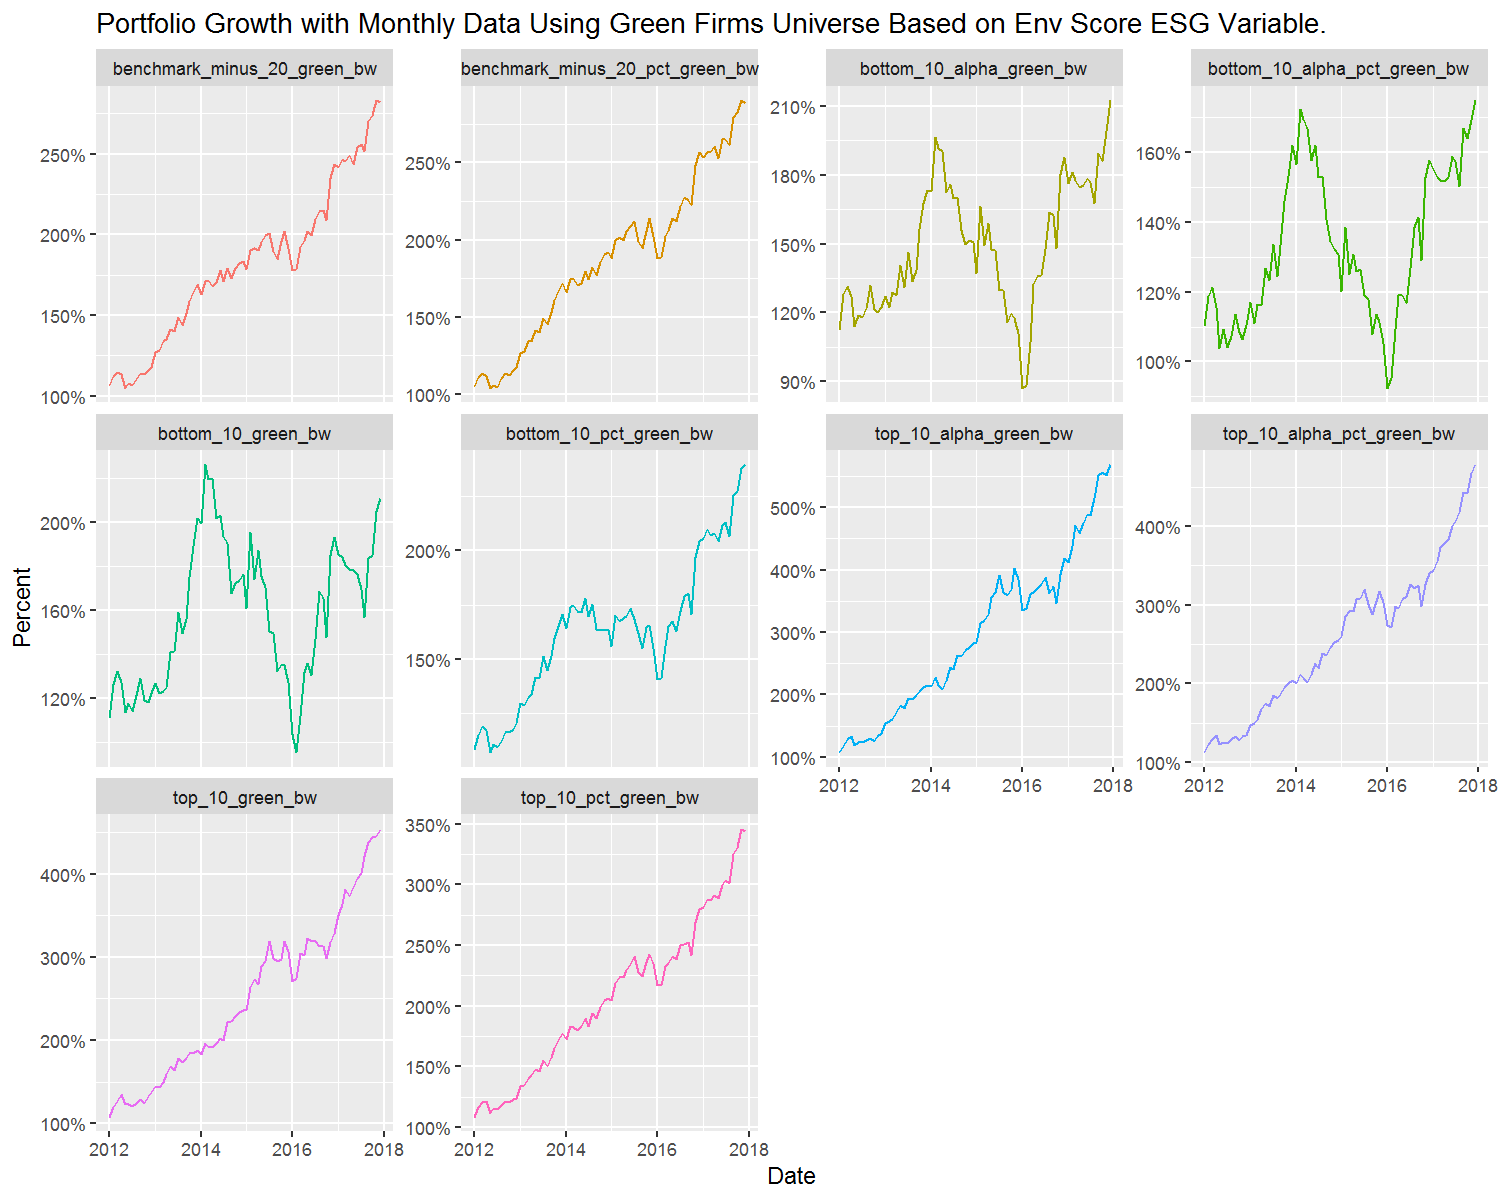 Portfolio Growth with Monthly Data Using Green Firms Universe Based on Env Score ESG Variable.
benchmark_minus_20_green_bw
benchmark_minus_20_pct_green_bw
bottom_10_alpha_green_bw
bottom_10_alpha_pct_green_bw
250%
200%
150%
100%
250%
200%
150%
100%
210%
180%
150%
120%
90%
160%
140%
120%
100%
bottom_10_green_bw
bottom_10_pct_green_bw
top_10_alpha_green_bw
top_10_alpha_pct_green_bw
200%
160%
120%
200%
150%
500%
400%
300%
200%
100%
400%
300%
200%
100%
2012 2014 2016 2018
2012 2014 2016 2018
top_10_green_bw
top_10_pct_green_bw
400%
300%
200%
100%
350%
300%
250%
200%
150%
100%
2012 2014 2016 2018
2012 2014 2016 2018
Percent
Date